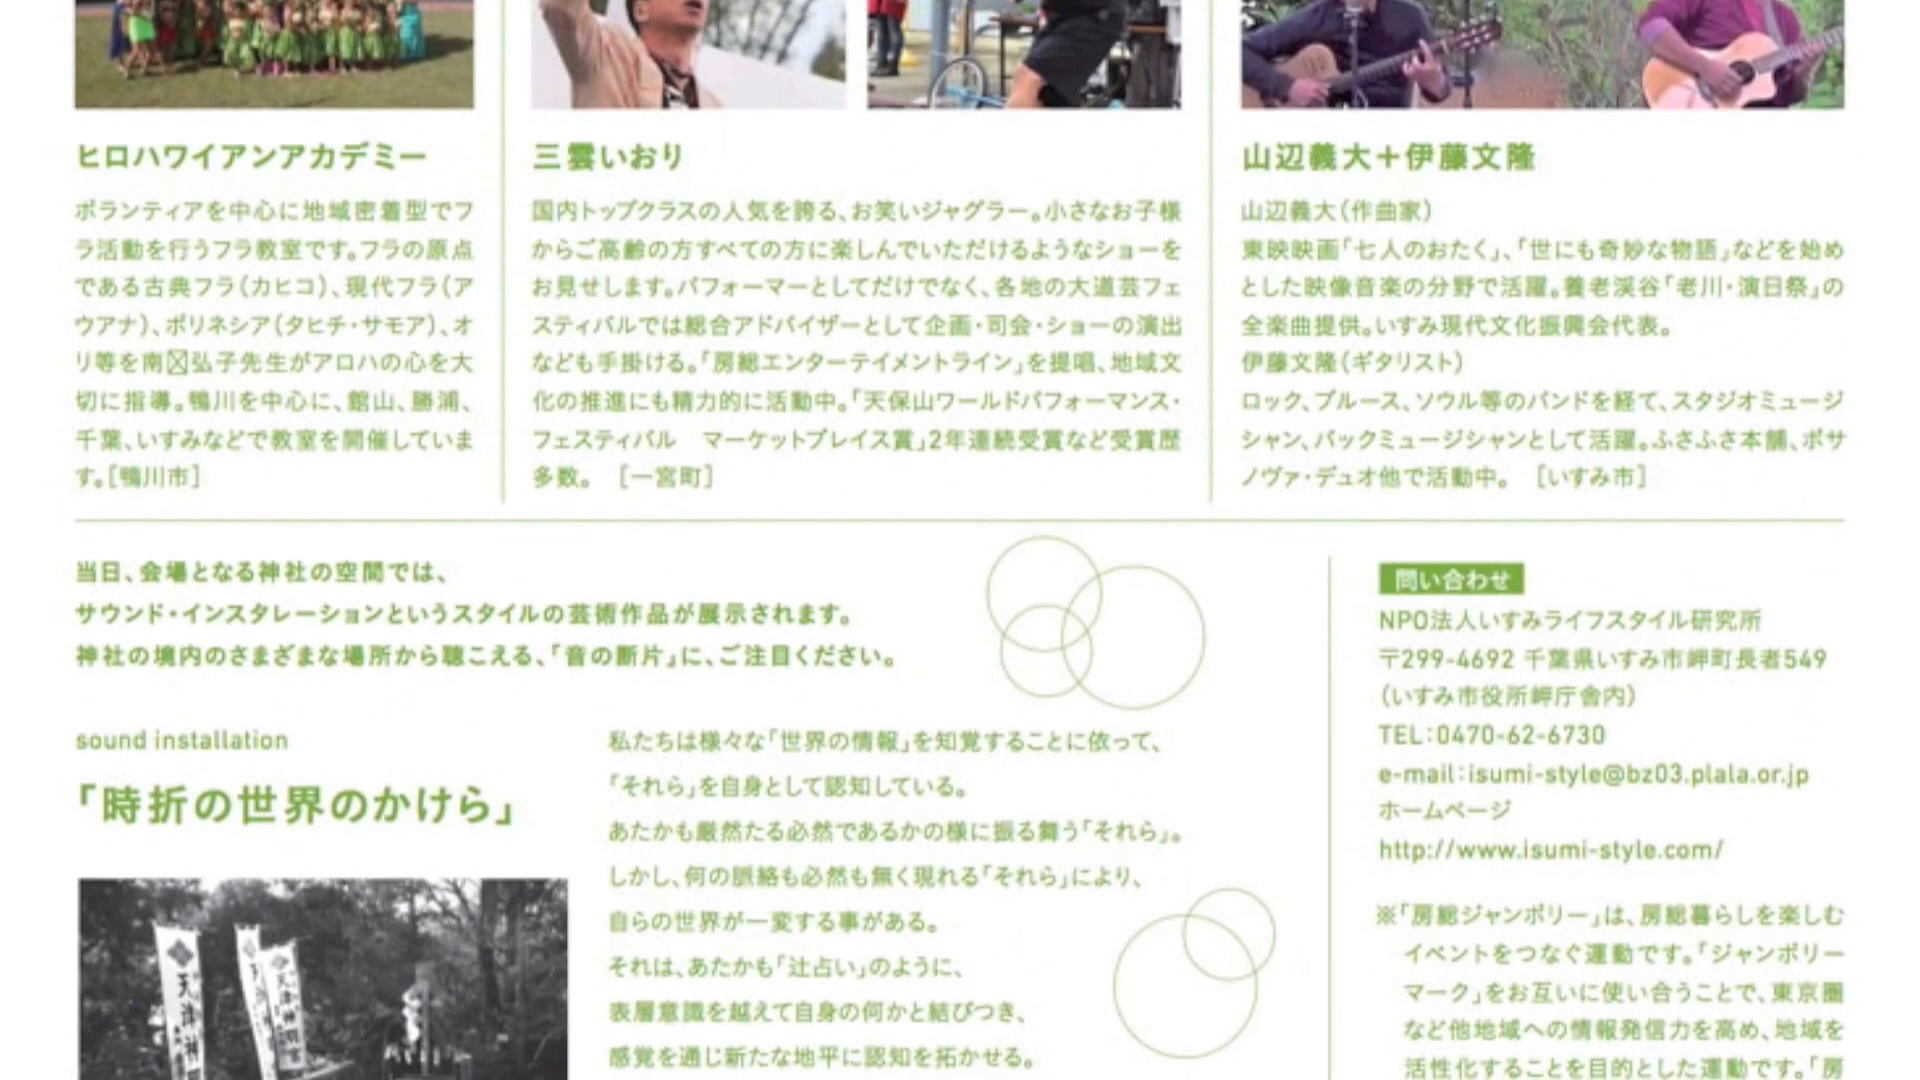 ヒロハワイアンアカデミー
ボランティアを中心に地域密着型でフ
ラ活動を行うフラ教室です。フラの原点
である古典フラ(カヒコ)、現代フラ(ア
ウアナ)、ポリネシア(タヒチ・サモア)、オ
リ等を南〼弘子先生がアロハの心を大
切に指導。鴨川を中心に、館山、勝浦、
千葉、いすみなどで教室を開催していま
す。[鴨川市]
三雲いおり
国内トップクラスの人気を誇る、お笑いジャグラー。小さなお子様
からご高齢の方すべての方に楽しんでいただけるようなショーを
お見せします。パフォーマーとしてだけでなく、各地の大道芸フェ
スティバルでは総合アドバイザーとして企画・司会・ショーの演出
なども手掛ける。「房総エンターテイメントライン」を提唱、地域文
化の推進にも精力的に活動中。「天保山ワールドパフォーマンス・
フェスティバル　マーケットプレイス賞」2年連続受賞など受賞歴
多数。　[一宮町]
山辺義大＋伊藤文隆
山辺義大(作曲家)
東映映画「七人のおたく」、「世にも奇妙な物語」などを始め
とした映像音楽の分野で活躍。養老渓谷「老川・演日祭」の
全楽曲提供。いすみ現代文化振興会代表。
伊藤文隆(ギタリスト)
ロック、ブルース、ソウル等のバンドを経て、スタジオミュージ
シャン、バックミュージシャンとして活躍。ふさふさ本舗、ボサ
ノヴァ・デュオ他で活動中。　[いすみ市]
当日、会場となる神社の空間では、
サウンド・インスタレーションというスタイルの芸術作品が展示されます。
神社の境内のさまざまな場所から聴こえる、「音の断片」に、ご注目ください。
sound installation
「時折の世界のかけら」
天津神
天津神明宮
私たちは様々な「世界の情報」を知覚することに依って、
「それら」を自身として認知している。
あたかも厳然たる必然であるかの様に振る舞う「それら」。
しかし、何の脈絡も必然も無く現れる「それら」により、
自らの世界が一変する事がある。
それは、あたかも「辻占い」のように、
表層意識を越えて自身の何かと結びつき、
感覚を通じ新たな地平に認知を拓かせる。
問い合わせ
NPO法人いすみライフスタイル研究所
〒299-4692 千葉県いすみ市岬町長者549
(いすみ市役所岬庁舎内)
TEL：0470-62-6730
e-mail：isumi-style@bz03.plala.or.jp
ホームページ
http://www.isumi-style.com/
※「房総ジャンボリー」は、房総暮らしを楽しむ
イベントをつなぐ運動です。「ジャンボリー
マーク」をお互いに使い合うことで、東京圏
など他地域への情報発信力を高め、地域を
活性化することを目的とした運動です。「房